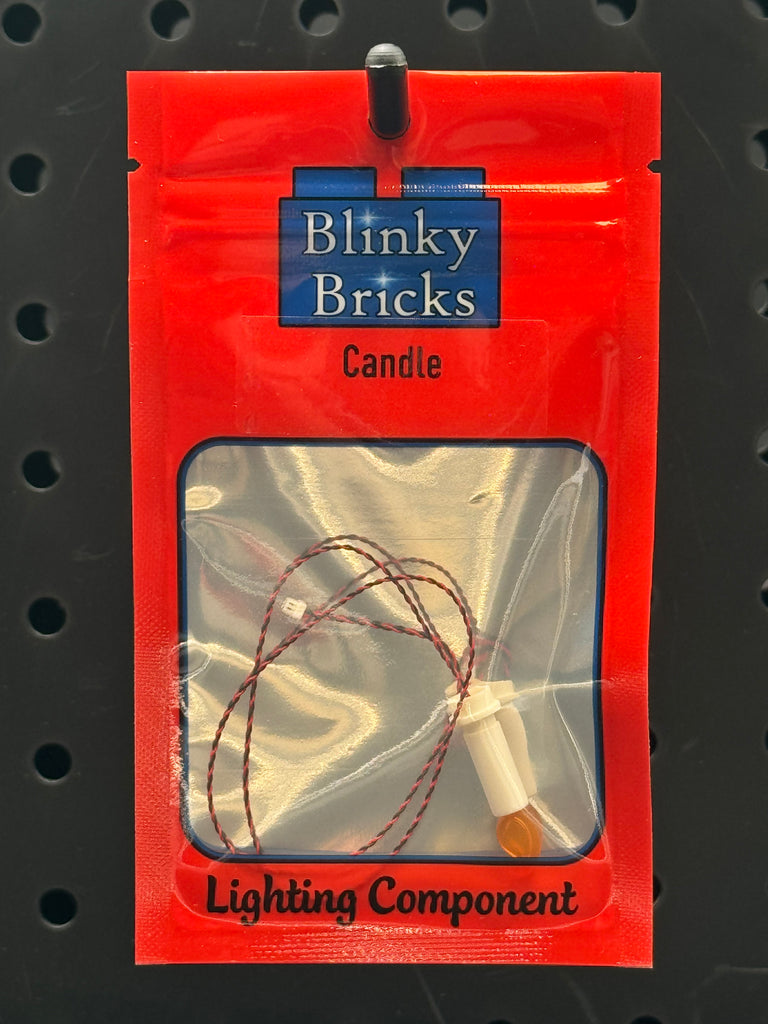 Blinky
Bricks
Candle
Lighting Component